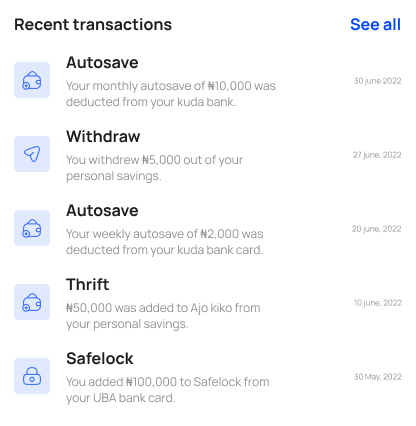 Recent transactions See all
Autosave
Your monthly autosave of ₦10,000 was
deducted from your kuda bank.
30 june 2022
Withdraw
You withdrew ₦5,000 out of your
personal savings.
27 june, 2022
Autosave
Your weekly autosave of ₦2,000 was
deducted from your kuda bank card.
20 june, 2022
Thrift
₦50,000 was added to Ajo kiko from
your personal savings.
10 june, 2022
Safelock
You added ₦100,000 to Safelock from
your UBA bank card.
30 May, 2022